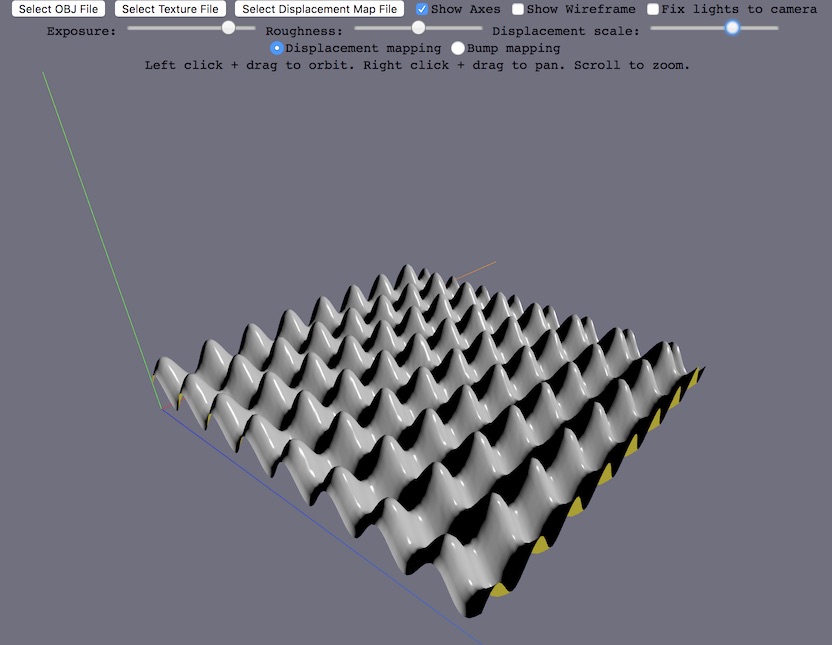 Select OBJ File Select Texture File Select Displacement Map File Show Axes Show Wireframe Fix lights to camera
Exposure: Roughness: Displacement scale:
Displacement mapping Bump mapping
Left click + drag to orbit. Right click + drag to pan. Scroll to zoom.